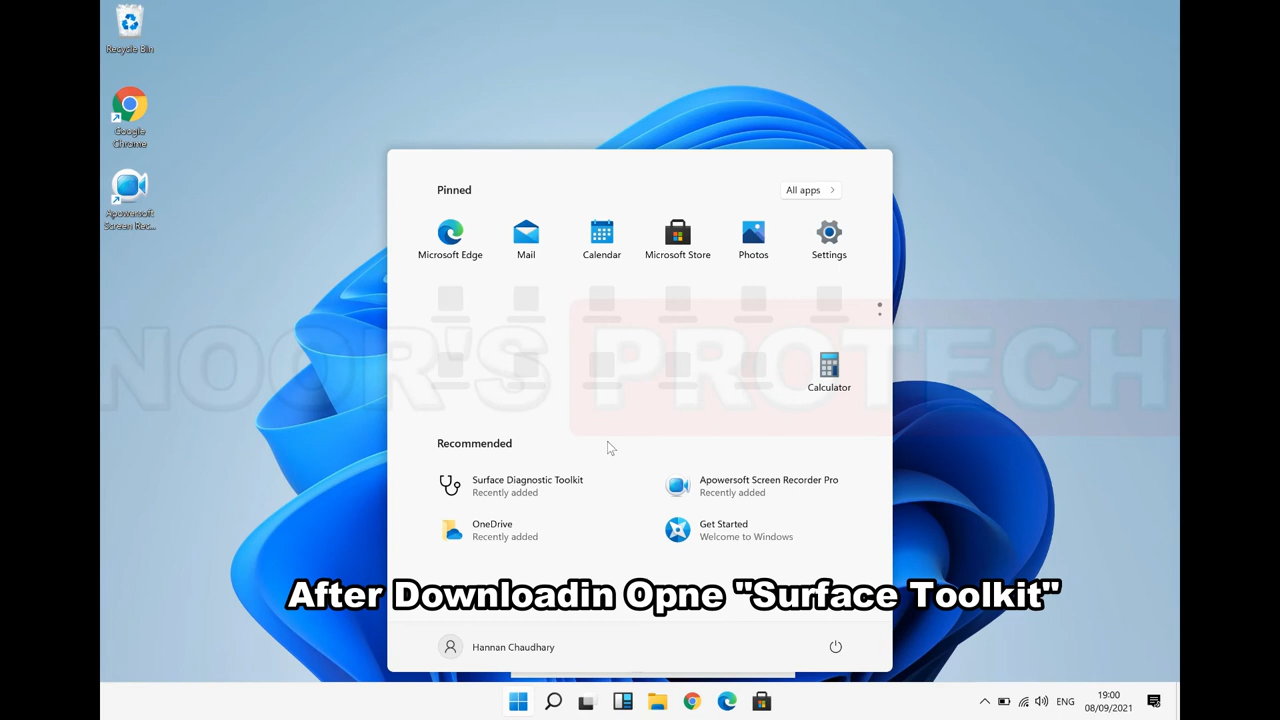 Recycle Bin
Google
Chrome
Apowersoft
Screen Rec...
Pinned
All apps
Microsoft Edge
Mail
Calendar
Microsoft Store
Photos
Settings
NOOR'S PROTECH
Calculator
Recommended
Surface Diagnostic Toolkit
Recently added
Apowersoft Screen Recorder Pro
Recently added
OneDrive
Recently added
Get Started
Welcome to Windows
After Downloadin Opne "Surface Toolkit"
Hannan Chaudhary
ENG
19:00
08/09/2021